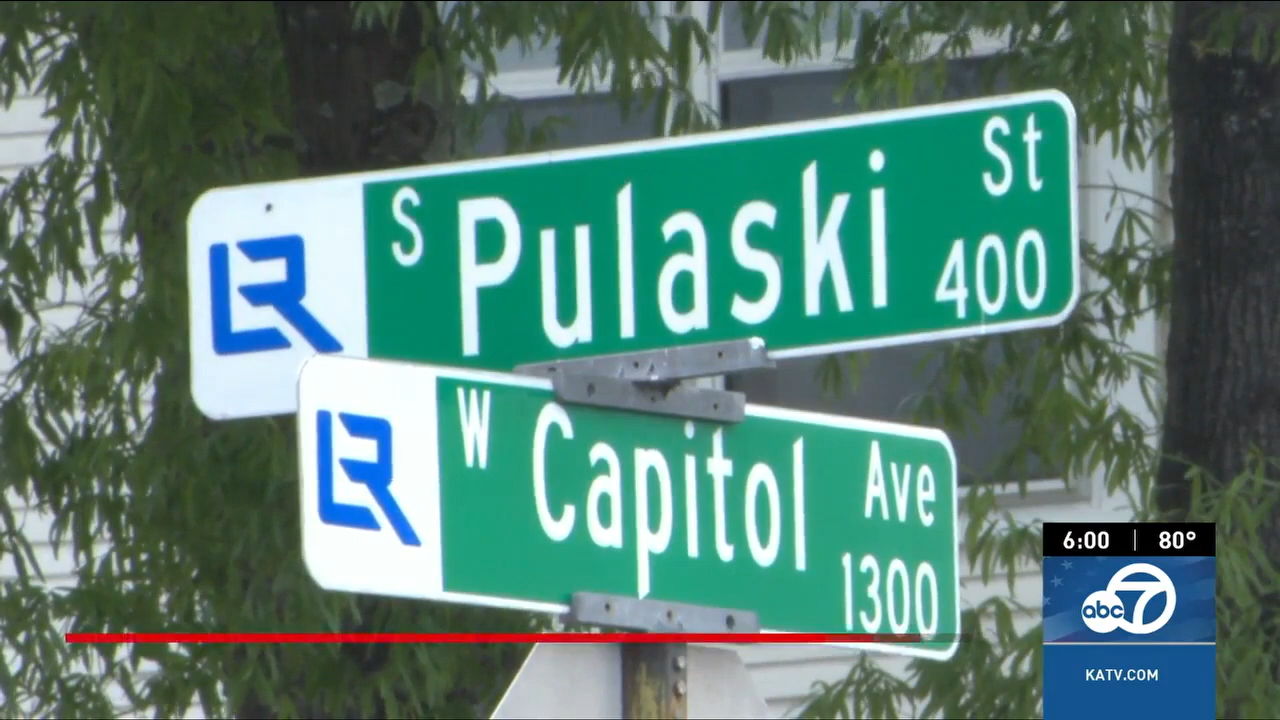 LR
S Pulaski St
400
LR
W Capitol Ave
1300
6:00 80°
abc 7
KATV.COM